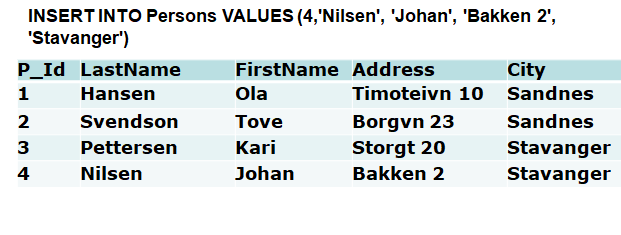 INSERT INTO Persons VALUES (4,'Nilsen', 'Johan', 'Bakken 2',
'Stavanger')
P_Id LastName FirstName Address City
1 Hansen Ola Timoteivn 10 Sandnes
2 Svendson Tove Borgvn 23 Sandnes
3 Pettersen Kari Storgt 20 Stavanger
4 Nilsen Johan Bakken 2 Stavanger